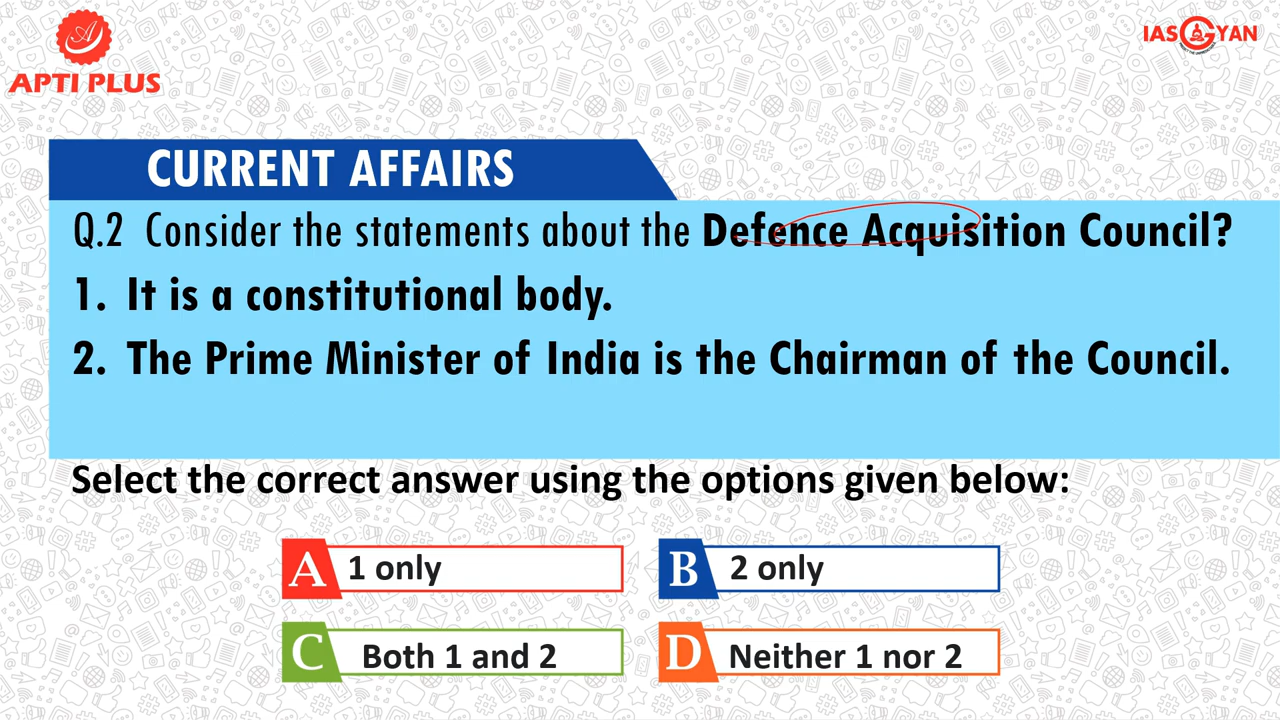 APTI PLUS
IAS GYAN
CURRENT AFFAIRS
Q.2 Consider the statements about the Defence Acquisition Council?
1. It is a constitutional body.
2. The Prime Minister of India is the Chairman of the Council.
Select the correct answer using the options given below:
A 1 only
B 2 only
C Both 1 and 2
D Neither 1 nor 2